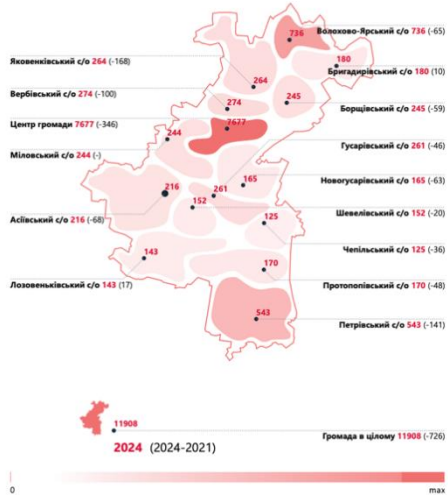 736
Волохово-Ярський с/о 736 (-65)
180
Яковенківський с/о 264 (-168)
264
Бригадирівський с/о 180 (10)
Вербівський с/о 274 (-100)
274
245
Борщівський с/о 245 (-59)
Центр громади 7677 (-346)
7677
244
Гусарівський с/о 261 (-46)
Міловський с/о 244 (-)
165
Новогусарівський с/о 165 (-63)
216
261
152
Шевелівський с/о 152 (-20)
Асіївський с/о 216 (-68)
125
Чепільський с/о 125 (-36)
143
170
Лозовеньківський с/о 143 (17)
Протопопівський с/о 170 (-48)
543
Петрівський с/о 543 (-141)
11908
2024 (2024-2021)
Громада в цілому 11908 (-726)
0
max